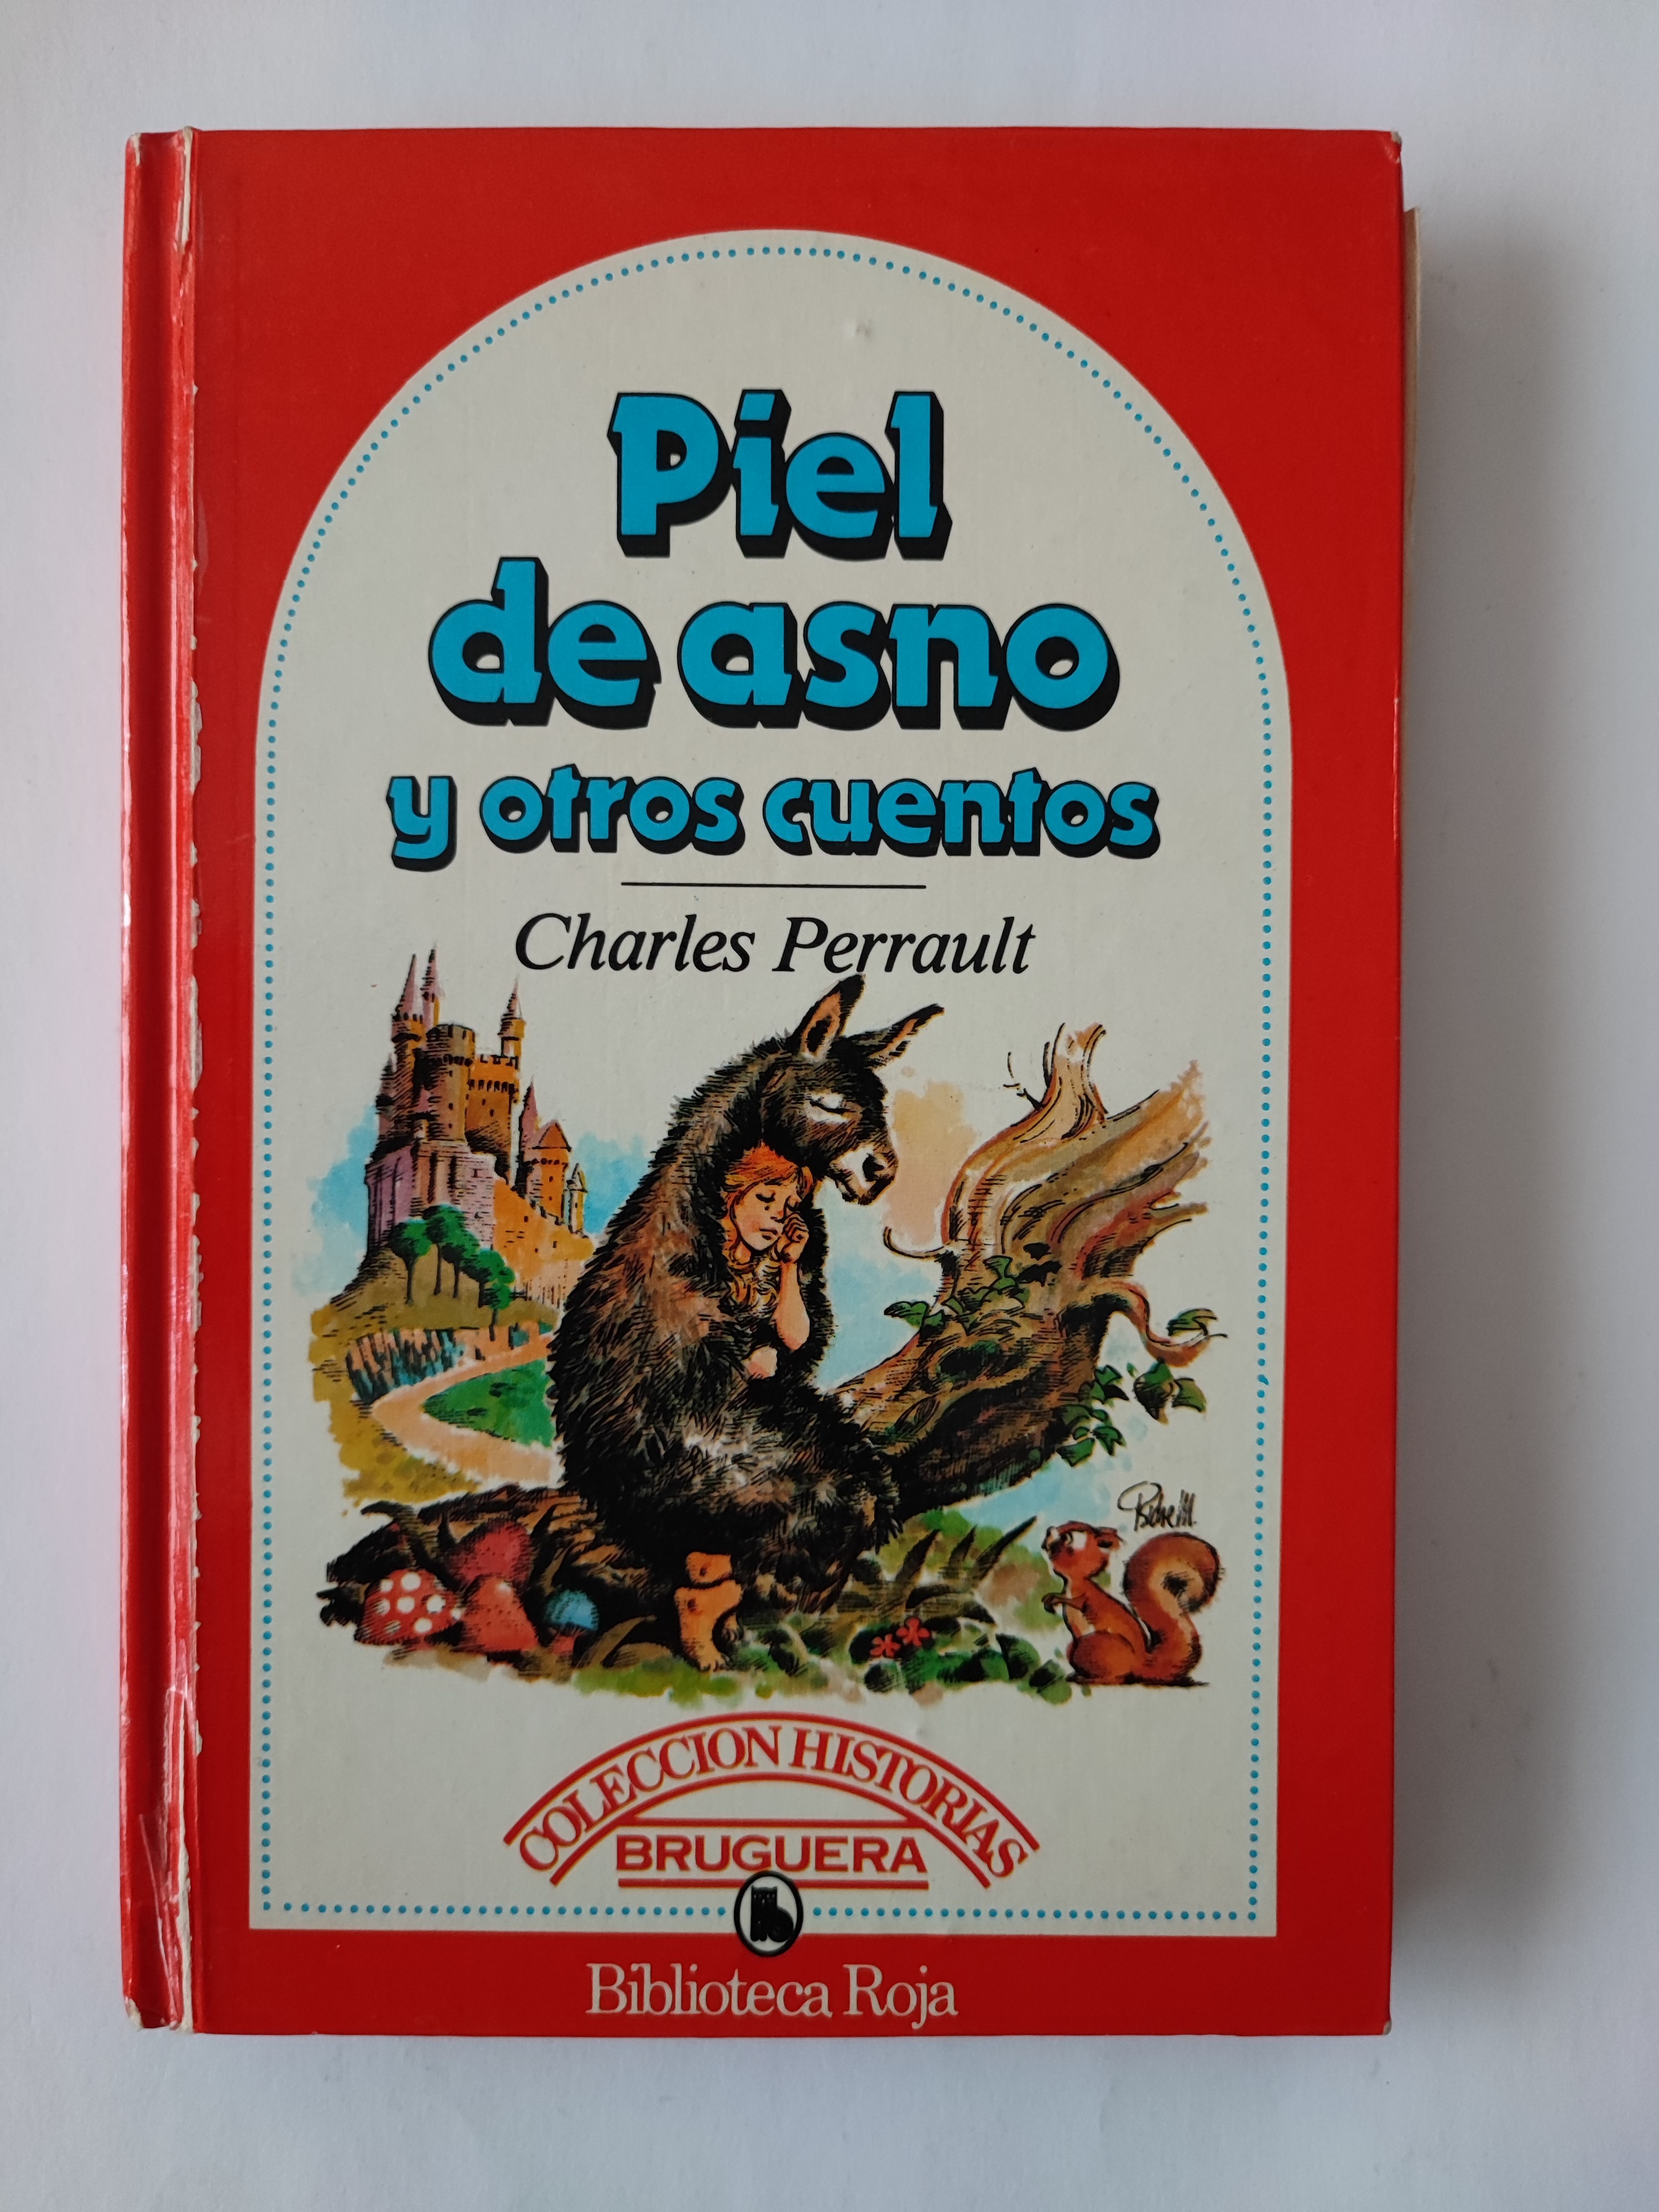 Piel
de asno
y otros cuentos
Charles Perrault
COLECCION HISTORIAS
BRUGUERA
Biblioteca Roja